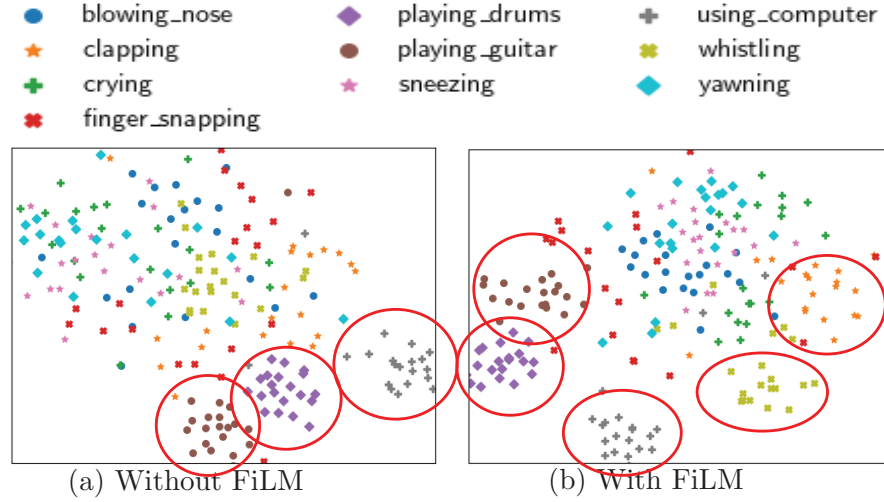 blowing_nose playing_drums using_computer
clapping playing_guitar whistling
crying sneezing yawning
finger_snapping
(a) Without FiLM (b) With FiLM